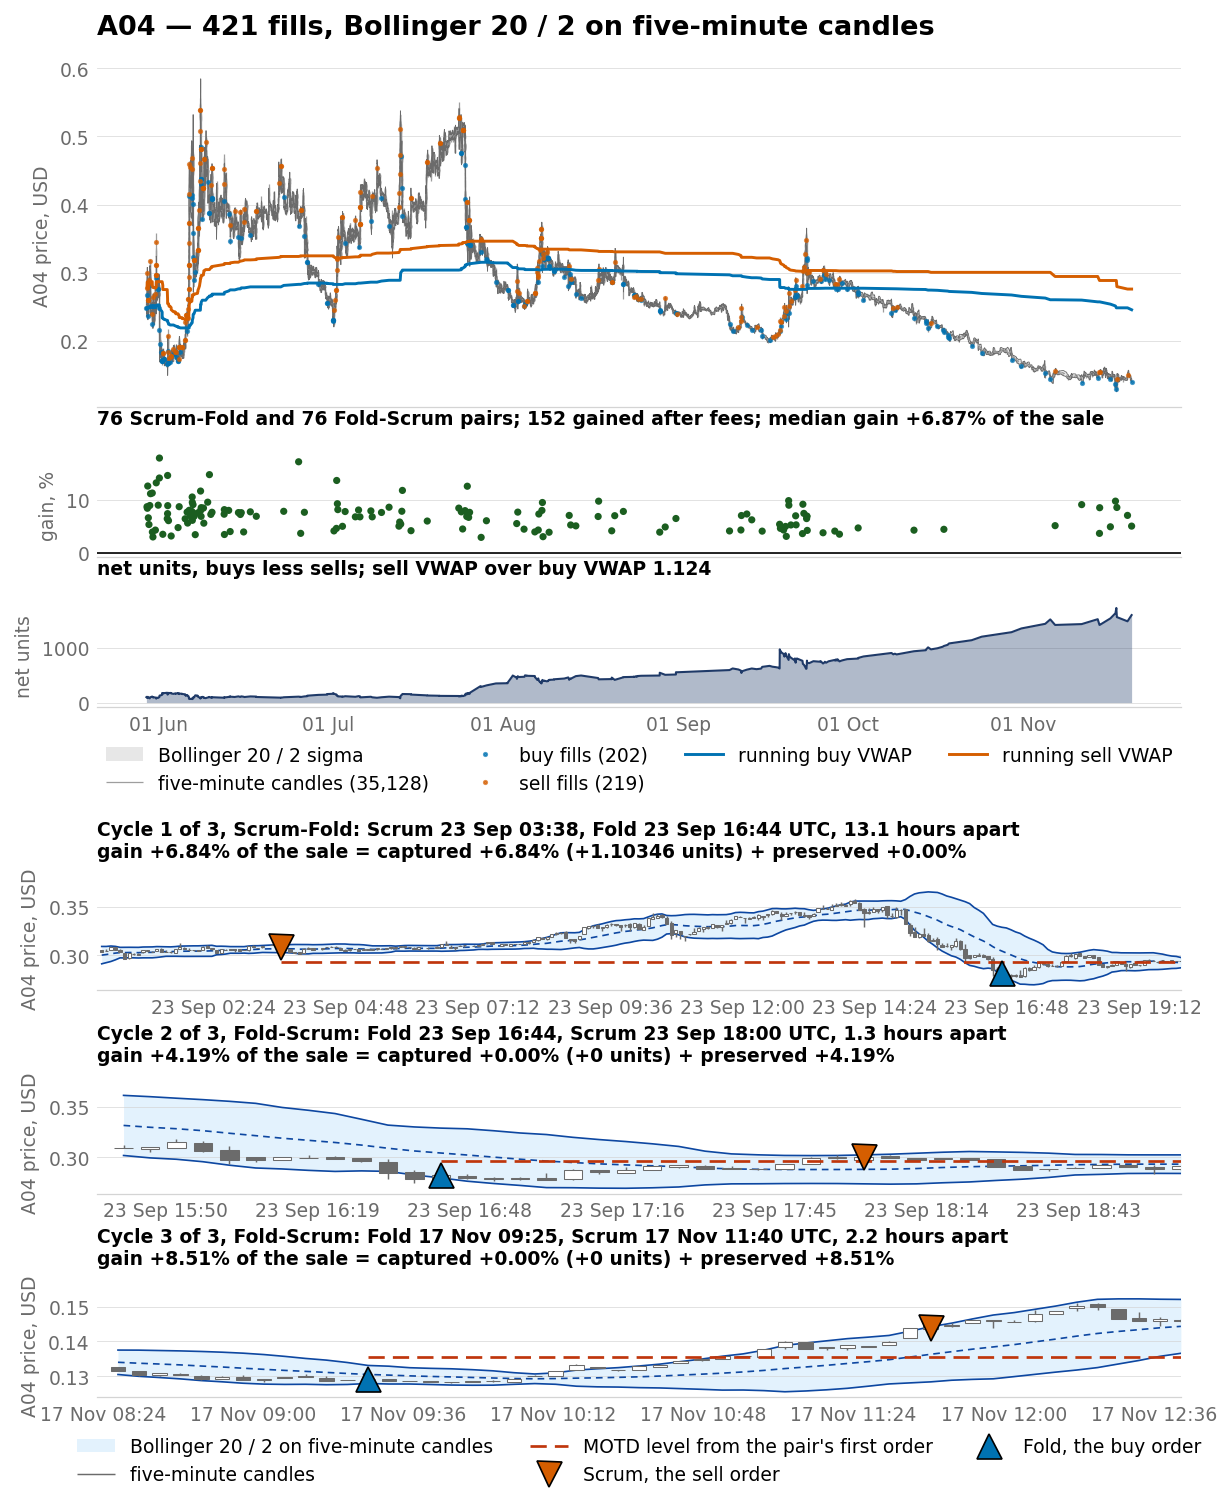 A04 — 421 fills, Bollinger 20 / 2 on five-minute candles
0.6
0.5
0.4
0.3
0.2
A04 price, USD
76 Scrum-Fold and 76 Fold-Scrum pairs; 152 gained after fees; median gain +6.87% of the sale
10
0
gain, %
net units, buys less sells; sell VWAP over buy VWAP 1.124
1000
0
net units
01 Jun 01 Jul 01 Aug 01 Sep 01 Oct 01 Nov
Bollinger 20 / 2 sigma buy fills (202) running buy VWAP running sell VWAP
five-minute candles (35,128) sell fills (219)
Cycle 1 of 3, Scrum-Fold: Scrum 23 Sep 03:38, Fold 23 Sep 16:44 UTC, 13.1 hours apart
gain +6.84% of the sale = captured +6.84% (+1.10346 units) + preserved +0.00%
0.35
0.30
A04 price, USD
23 Sep 02:24 23 Sep 04:48 23 Sep 07:12 23 Sep 09:36 23 Sep 12:00 23 Sep 14:24 23 Sep 16:48 23 Sep 19:12
Cycle 2 of 3, Fold-Scrum: Fold 23 Sep 16:44, Scrum 23 Sep 18:00 UTC, 1.3 hours apart
gain +4.19% of the sale = captured +0.00% (+0 units) + preserved +4.19%
0.35
0.30
A04 price, USD
23 Sep 15:50 23 Sep 16:19 23 Sep 16:48 23 Sep 17:16 23 Sep 17:45 23 Sep 18:14 23 Sep 18:43
Cycle 3 of 3, Fold-Scrum: Fold 17 Nov 09:25, Scrum 17 Nov 11:40 UTC, 2.2 hours apart
gain +8.51% of the sale = captured +0.00% (+0 units) + preserved +8.51%
0.15
0.14
0.13
A04 price, USD
17 Nov 08:24 17 Nov 09:00 17 Nov 09:36 17 Nov 10:12 17 Nov 10:48 17 Nov 11:24 17 Nov 12:00 17 Nov 12:36
Bollinger 20 / 2 on five-minute candles MOTD level from the pair's first order Fold, the buy order
five-minute candles Scrum, the sell order